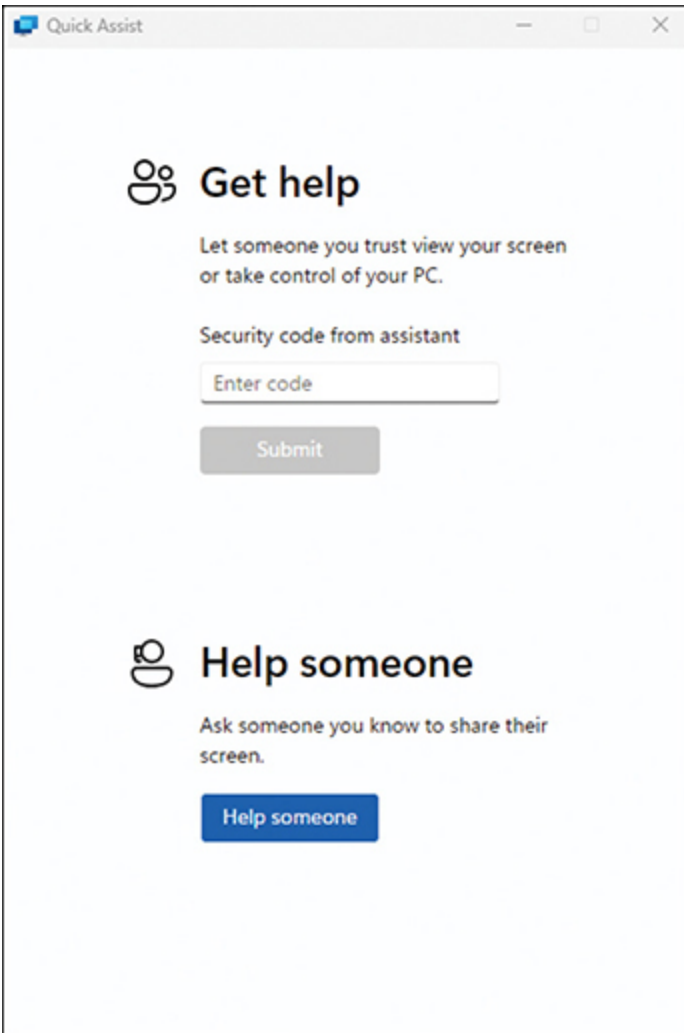 Quick Assist
Get help
Let someone you trust view your screen
or take control of your PC.
Security code from assistant
Enter code
Submit
Help someone
Ask someone you know to share their
screen.
Help someone